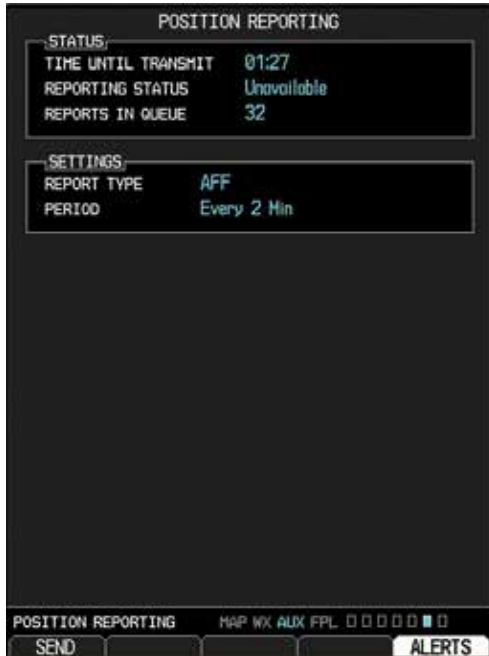 POSITION REPORTING
STATUS
TIME UNTIL TRANSMIT 01:27
REPORTING STATUS Unavailable
REPORTS IN QUEUE 32
SETTINGS
REPORT TYPE AFF
PERIOD Every 2 Min
POSITION REPORTING MAP WX AUX FPL
SEND ALERTS